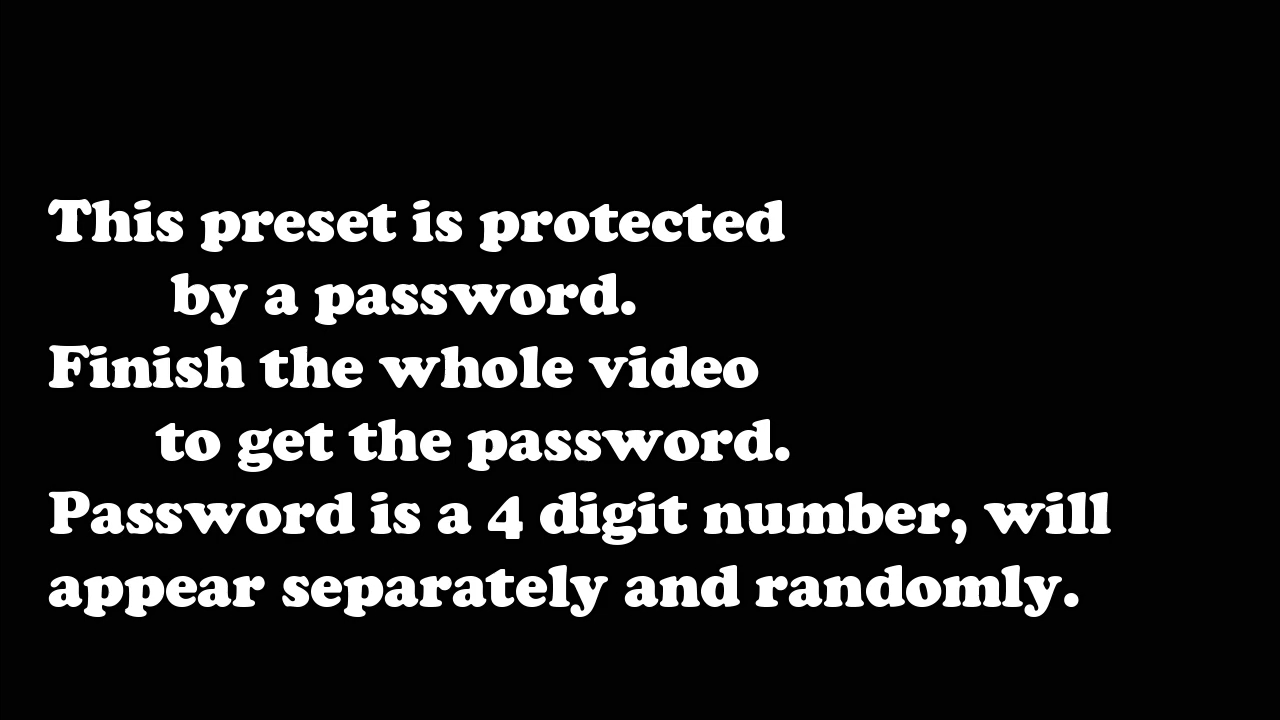 This preset is protected
by a password.
Finish the whole video
to get the password.
Password is a 4 digit number, will
appear separately and randomly.